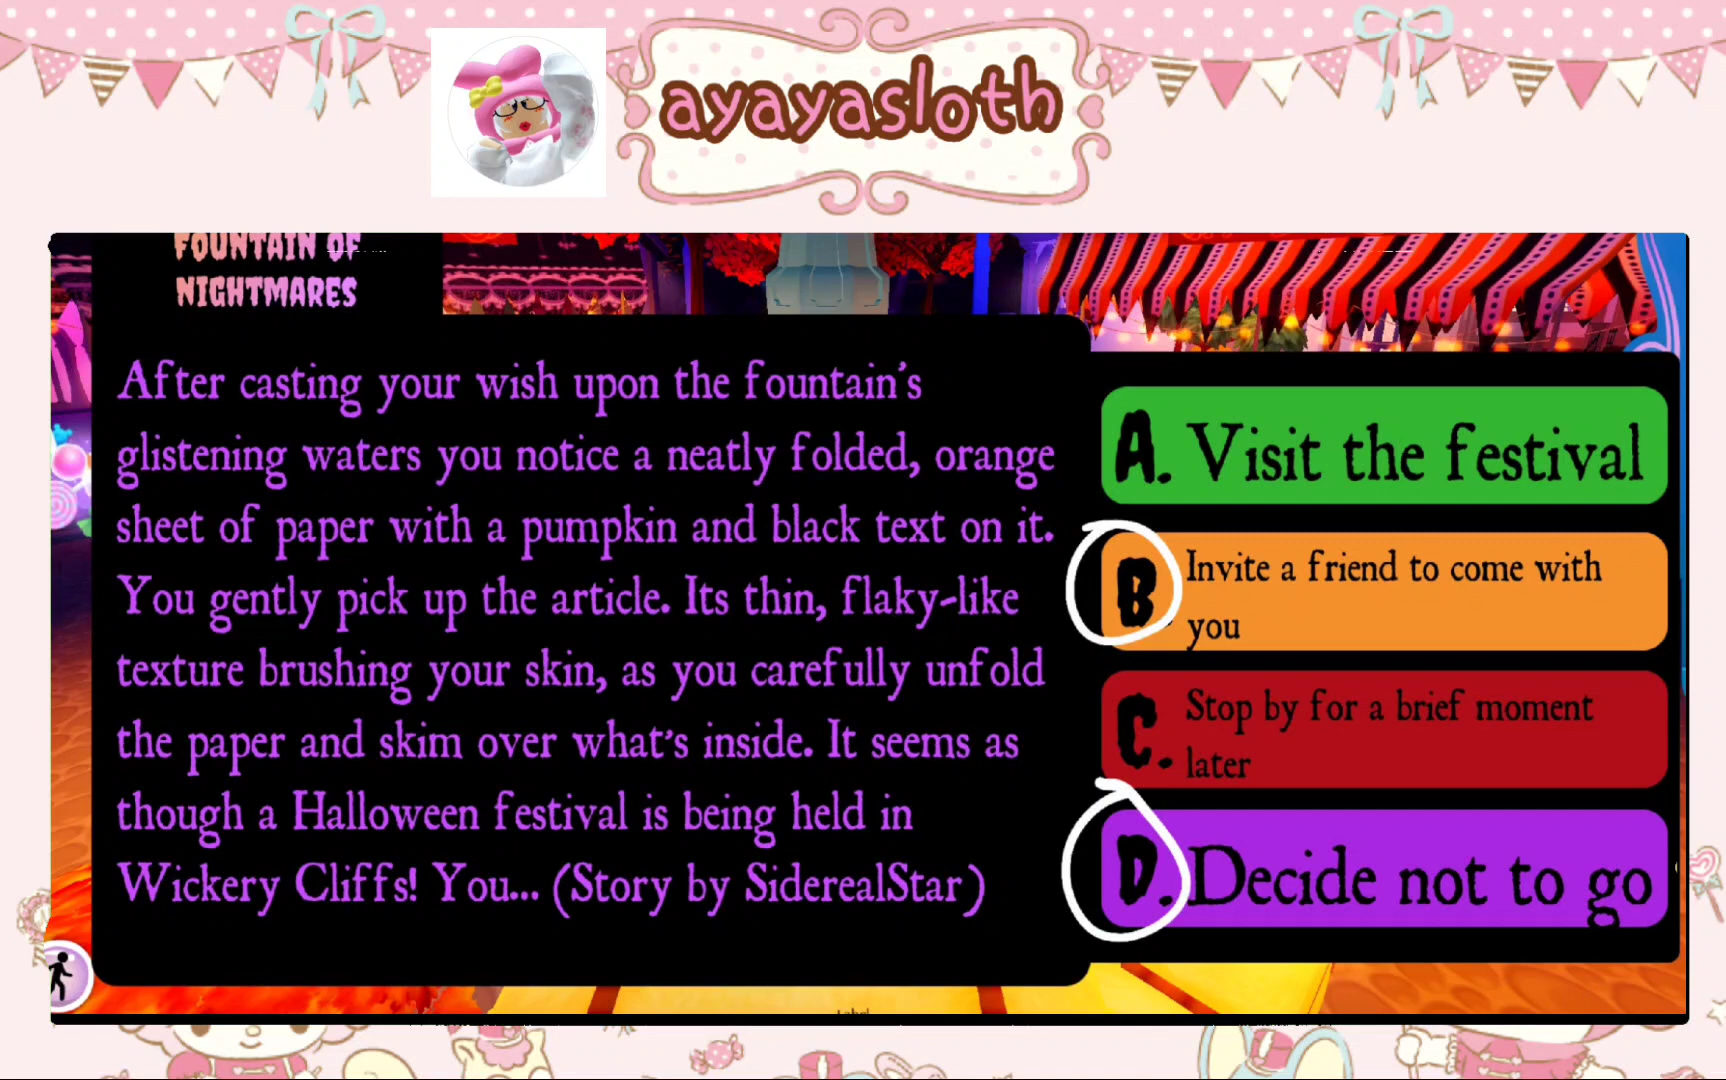 ayayasloth
FOUNTAIN OF
NIGHTMARES
After casting your wish upon the fountain's
glistening waters you notice a neatly folded, orange
sheet of paper with a pumpkin and black text on it.
You gently pick up the article. Its thin, flaky-like
texture brushing your skin, as you carefully unfold
the paper and skim over what's inside. It seems as
though a Halloween festival is being held in
Wickery Cliffs! You... (Story by SiderealStar)
A. Visit the festival
B. Invite a friend to come with
you
C. Stop by for a brief moment
later
D. Decide not to go